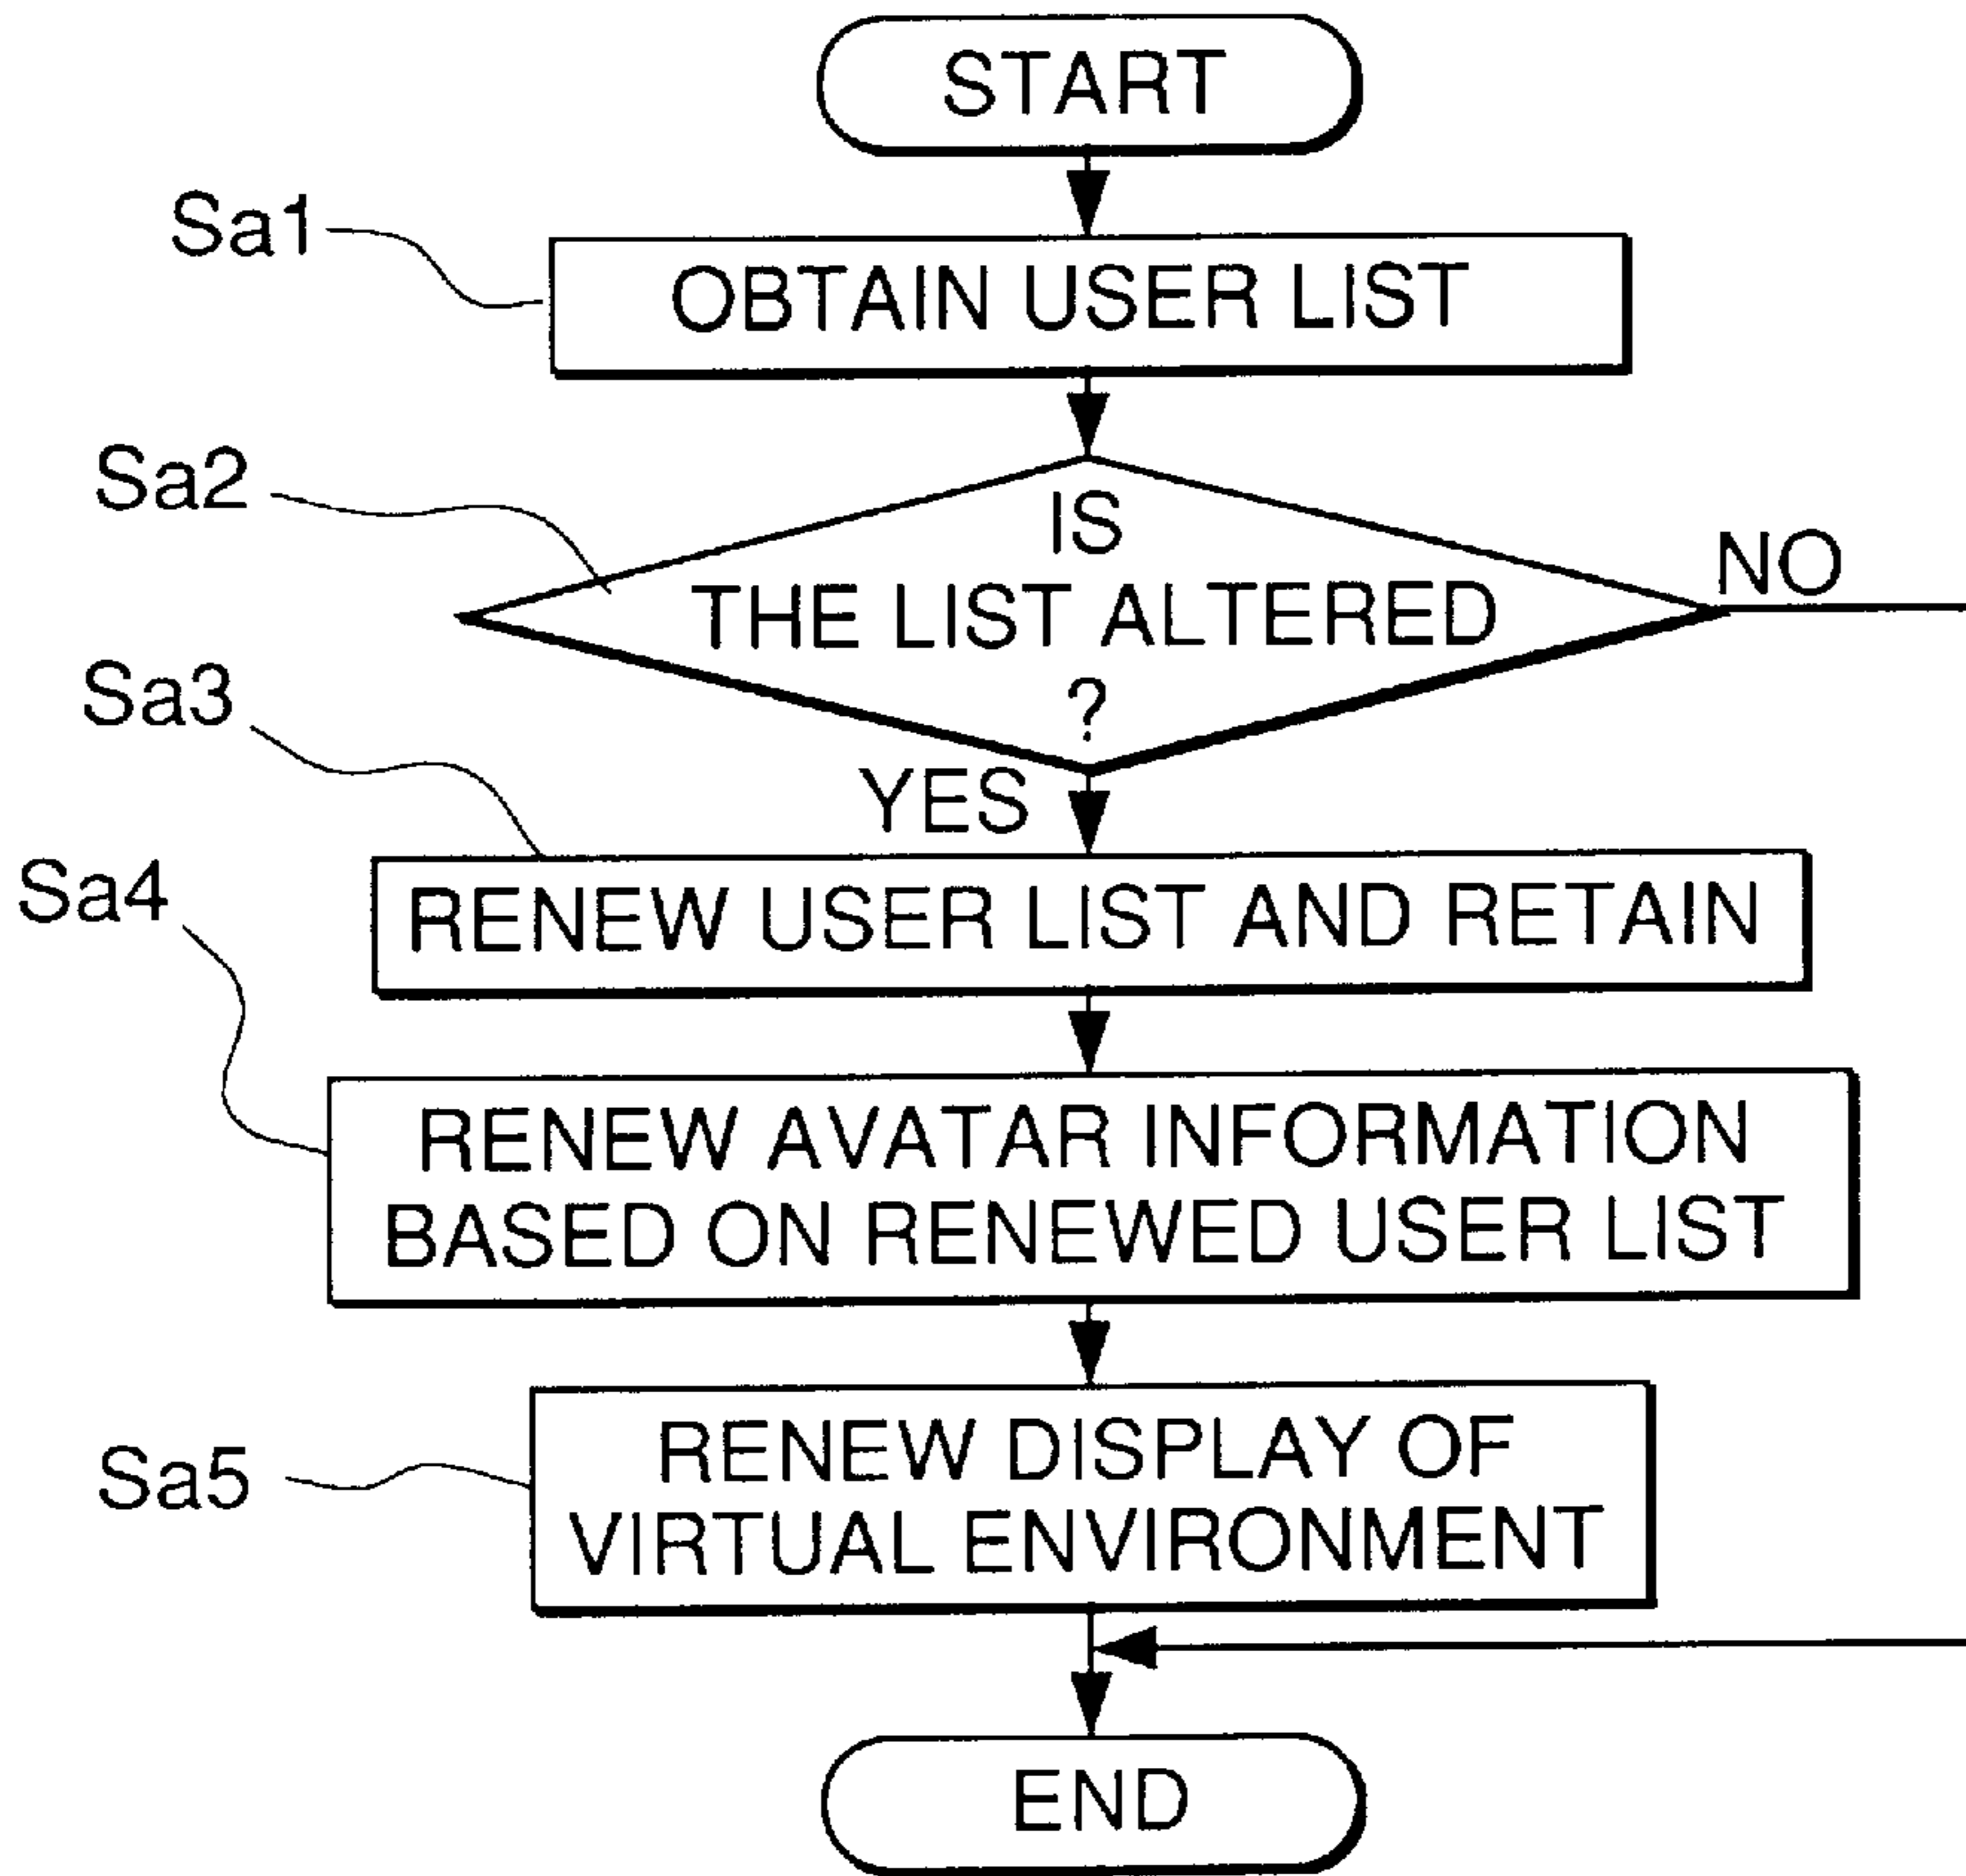 START
Sa1
OBTAIN USER LIST
Sa2
IS
THE LIST ALTERED
?
NO
YES
Sa3
RENEW USER LIST AND RETAIN
Sa4
RENEW AVATAR INFORMATION
BASED ON RENEWED USER LIST
Sa5
RENEW DISPLAY OF
VIRTUAL ENVIRONMENT
END